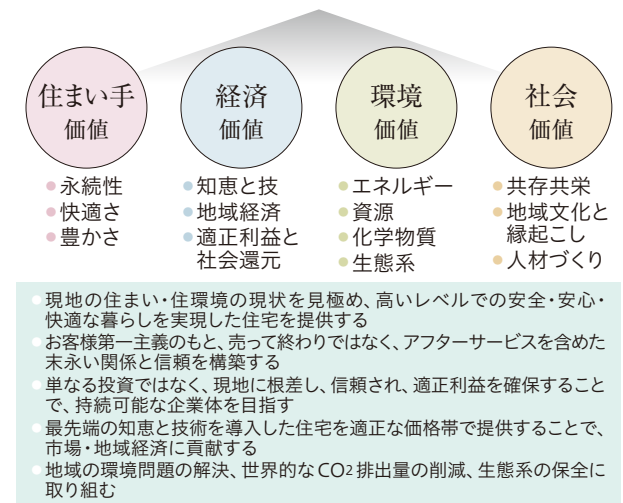 住まい手
価値
経済
価値
環境
価値
社会
価値
永続性
快適さ
豊かさ
知恵と技
地域経済
適正利益と
社会還元
エネルギー
資源
化学物質
生態系
共存共栄
地域文化と
縁起こし
人材づくり
現地の住まい・住環境の現状を見極め、高いレベルでの安全・安心・
快適な暮らしを実現した住宅を提供する
お客様第一主義のもと、売って終わりではなく、アフターサービスを含めた
末永い関係と信頼を構築する
単なる投資ではなく、現地に根差し、信頼され、適正利益を確保すること
で、持続可能な企業体を目指す
最先端の知恵と技術を導入した住宅を適正な価格帯で提供することで、
市場・地域経済に貢献する
地域の環境問題の解決、世界的なCO2排出量の削減、生態系の保全に
取り組む